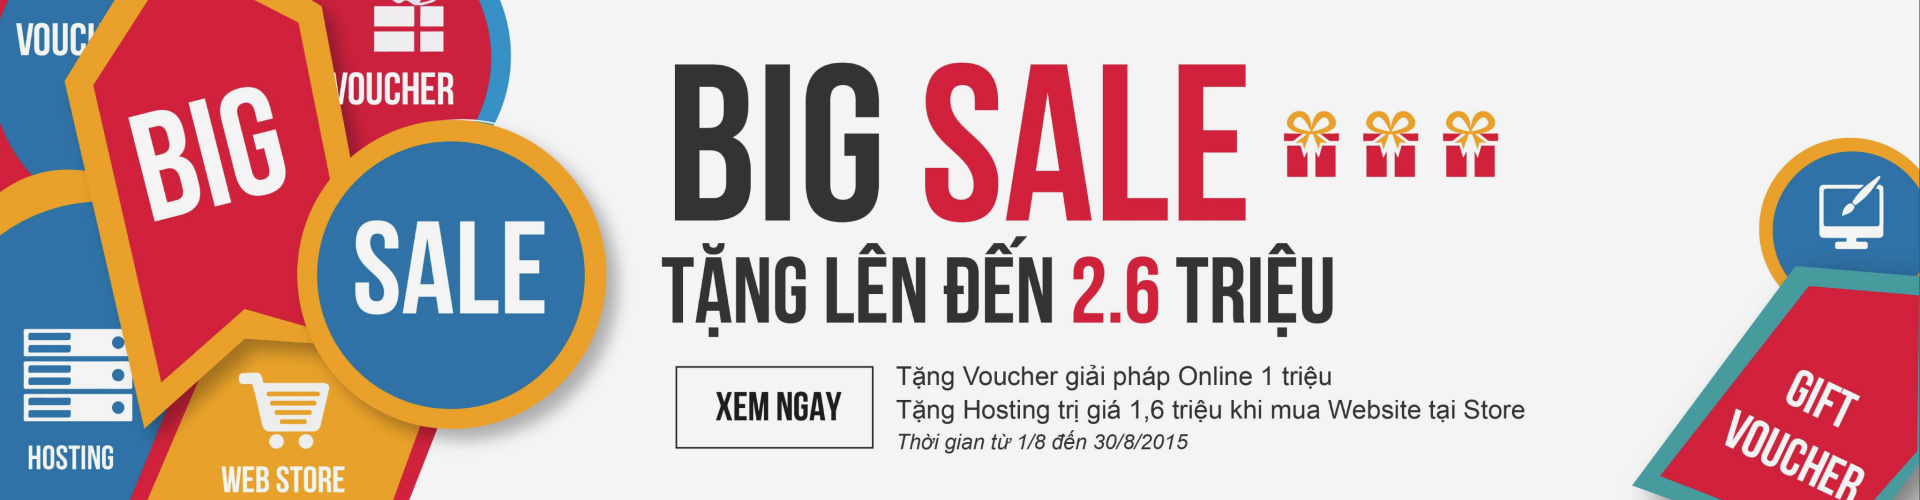 VOUCHER
BIG
SALE
HOSTING
WEB STORE
BIG SALE
TẶNG LÊN ĐẾN 2.6 TRIỆU
XEM NGAY
Tặng Voucher giải pháp Online 1 triệu
Tặng Hosting trị giá 1,6 triệu khi mua Website tại Store
Thời gian từ 1/8 đến 30/8/2015
GIFT
VOUCHER